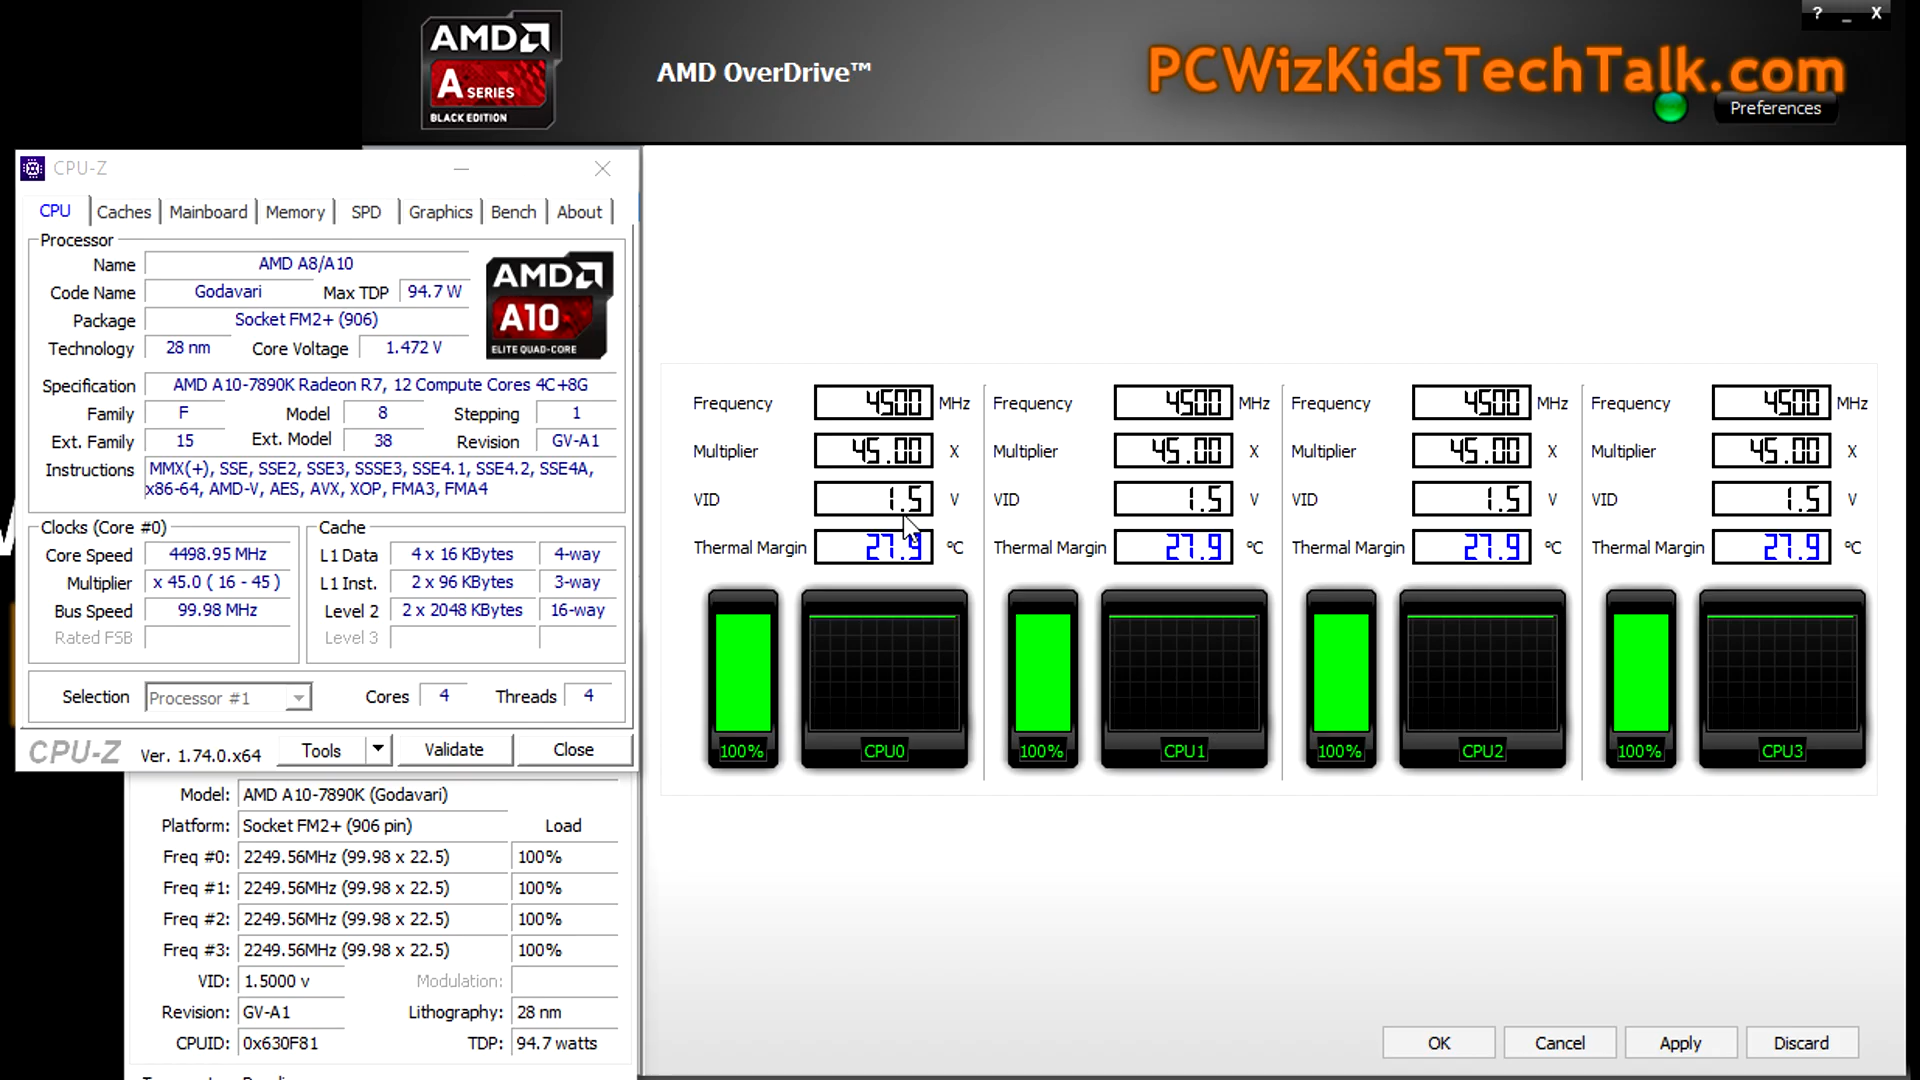 AMD
A SERIES
BLACK EDITION
AMD OverDrive™
? _ X
PCWizKidsTechTalk.com
Preferences
CPU-Z
CPU Caches Mainboard Memory SPD Graphics Bench About
Processor
Name AMD A8/A10
Code Name Godavari Max TDP 94.7 W
Package Socket FM2+ (906)
Technology 28 nm Core Voltage 1.472 V
AMD
A10
ELITE QUAD-CORE
Specification AMD A10-7890K Radeon R7, 12 Compute Cores 4C+8G
Family F Model 8 Stepping 1
Ext. Family 15 Ext. Model 38 Revision GV-A1
Instructions MMX(+), SSE, SSE2, SSE3, SSSE3, SSE4.1, SSE4.2, SSE4A,
x86-64, AMD-V, AES, AVX, XOP, FMA3, FMA4
Clocks (Core #0) Cache
Core Speed 4498.95 MHz L1 Data 4 x 16 KBytes 4-way
Multiplier x 45.0 ( 16 - 45 ) L1 Inst. 2 x 96 KBytes 3-way
Bus Speed 99.98 MHz Level 2 2 x 2048 KBytes 16-way
Rated FSB Level 3
Selection Processor #1 Cores 4 Threads 4
CPU-Z Ver. 1.74.0.x64 Tools Validate Close
Model: AMD A10-7890K (Godavari)
Platform: Socket FM2+ (906 pin) Load
Freq #0: 2249.56MHz (99.98 x 22.5) 100%
Freq #1: 2249.56MHz (99.98 x 22.5) 100%
Freq #2: 2249.56MHz (99.98 x 22.5) 100%
Freq #3: 2249.56MHz (99.98 x 22.5) 100%
VID: 1.5000 v Modulation:
Revision: GV-A1 Lithography: 28 nm
CPUID: 0x630F81 TDP: 94.7 watts
Frequency 4500 MHz Frequency 4500 MHz Frequency 4500 MHz Frequency 4500 MHz
Multiplier 45.00 X Multiplier 45.00 X Multiplier 45.00 X Multiplier 45.00 X
VID 1.5 V VID 1.5 V VID 1.5 V VID 1.5 V
Thermal Margin 27.9 °C Thermal Margin 27.9 °C Thermal Margin 27.9 °C Thermal Margin 27.9 °C
100% CPU0 100% CPU1 100% CPU2 100% CPU3
OK Cancel Apply Discard